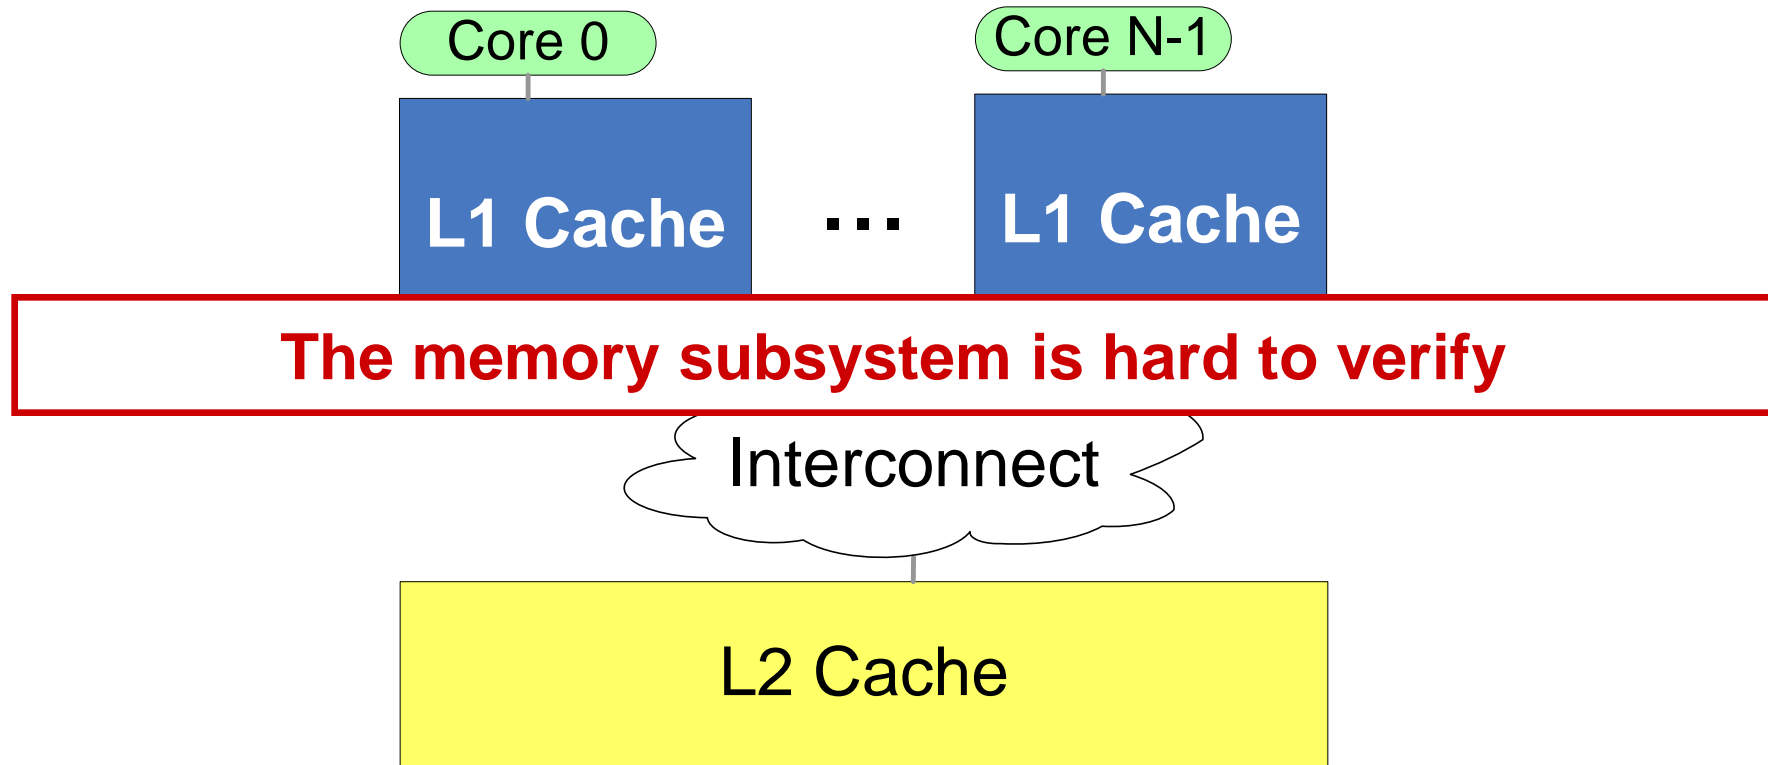 Core 0
Core N-1
L1 Cache
...
L1 Cache
The memory subsystem is hard to verify
Interconnect
L2 Cache